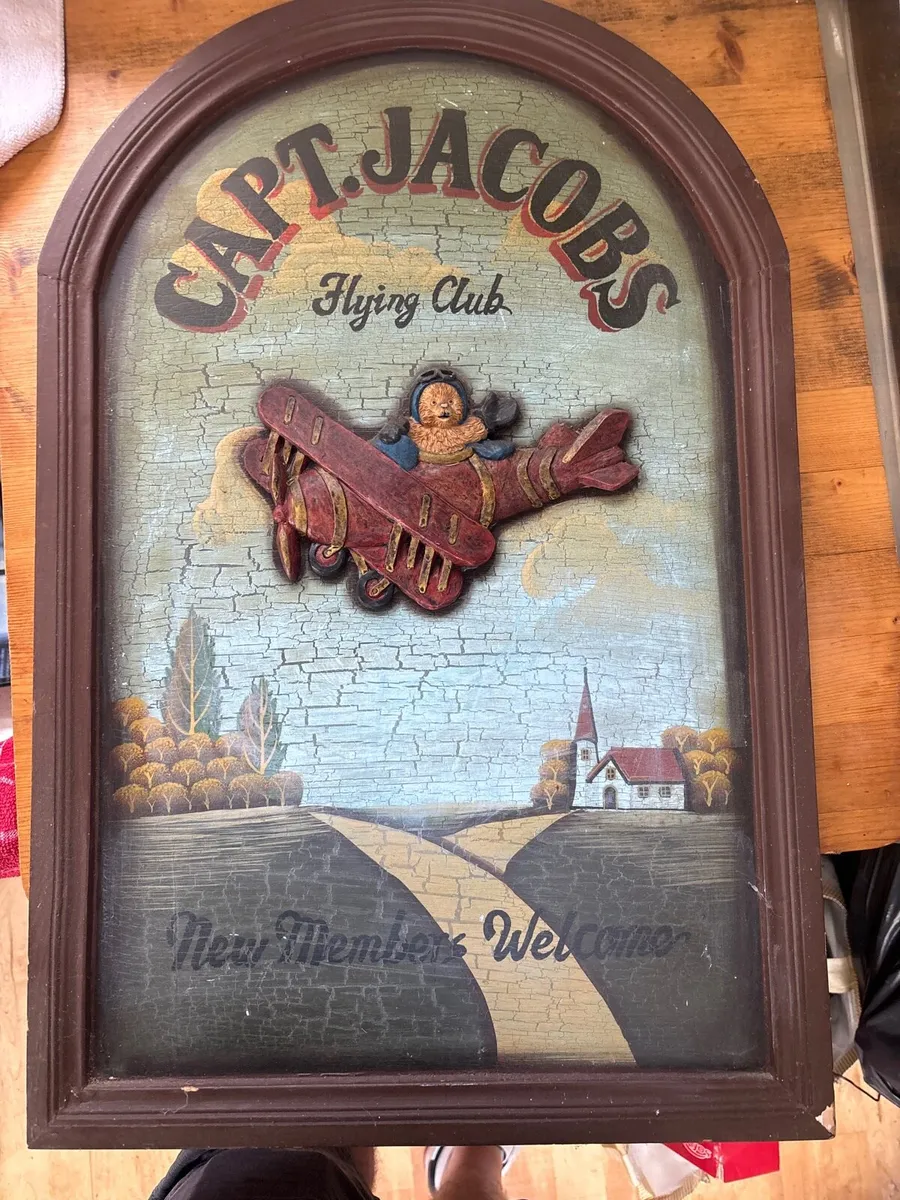 CAPT. JACOBS
Flying Club
New Members Welcome